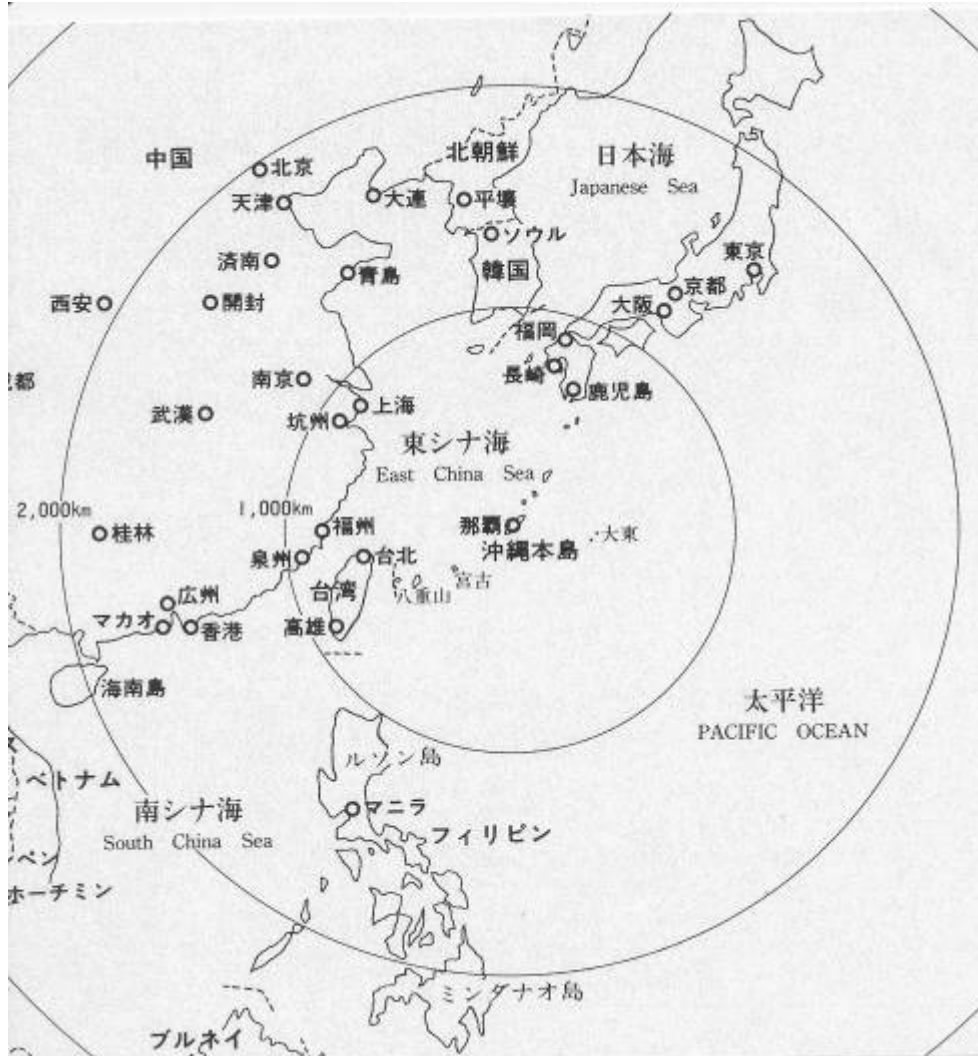 中国
北京
天津
大連
北朝鮮
平壌
ソウル
韓国
日本海
Japanese Sea
済南
青島
西安
開封
東京
京都
大阪
福岡
長崎
鹿児島
都
南京
武漢
上海
坑州
東シナ海
East China Sea
2,000km
1,000km
桂林
福州
那覇
沖縄本島
大東
泉州
台北
台湾
宮古
八重山
広州
マカオ
香港
高雄
海南島
太平洋
PACIFIC OCEAN
ルソン島
ベトナム
南シナ海
South China Sea
マニラ
フィリピン
ペン
ホーチミン
ミンダナオ島
ブルネイ